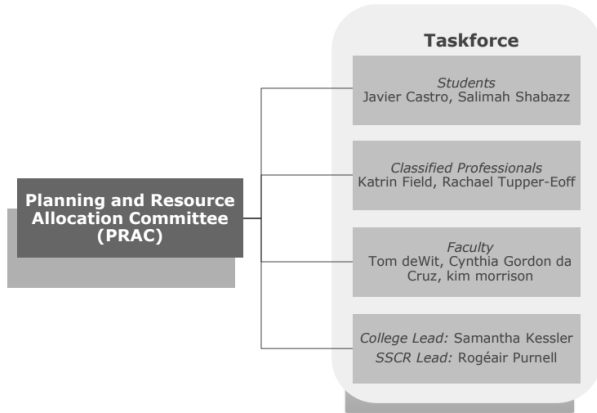 Taskforce
Students
Javier Castro, Salimah Shabazz
Classified Professionals
Katrin Field, Rachael Tupper-Eoff
Planning and Resource
Allocation Committee
(PRAC)
Faculty
Tom deWit, Cynthia Gordon da
Cruz, kim morrison
College Lead: Samantha Kessler
SSCR Lead: Rogéair Purnell